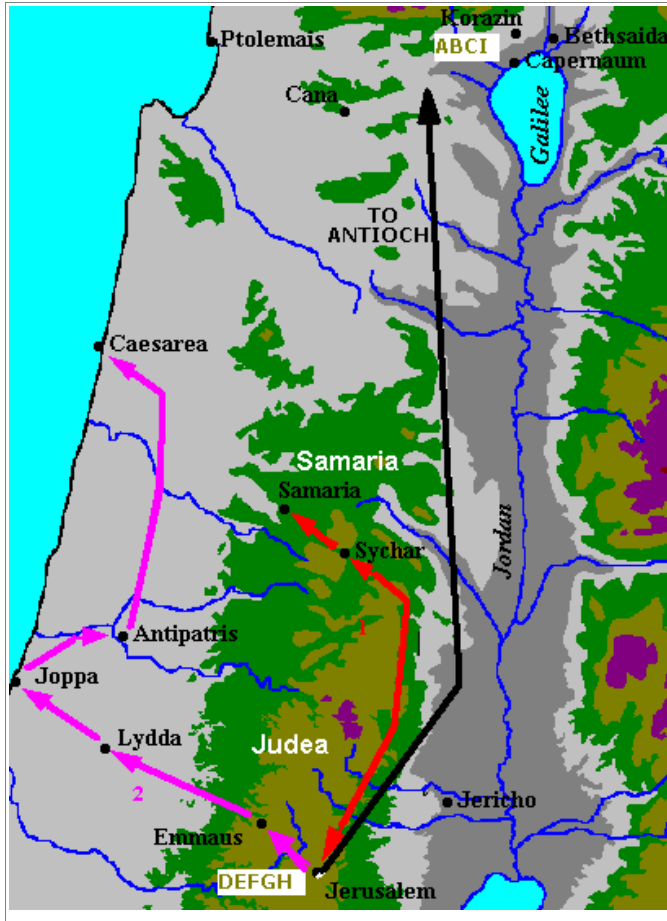 Korazin
Ptolemais
ABCI
Bethsaida
Capernaum
Cana
Galilee
TO
ANTIOCH
Caesarea
Samaria
Samaria
Sychar
Jordan
1
Antipatris
Joppa
Lydda
Judea
2
Jericho
Emmaus
DEFGH
Jerusalem